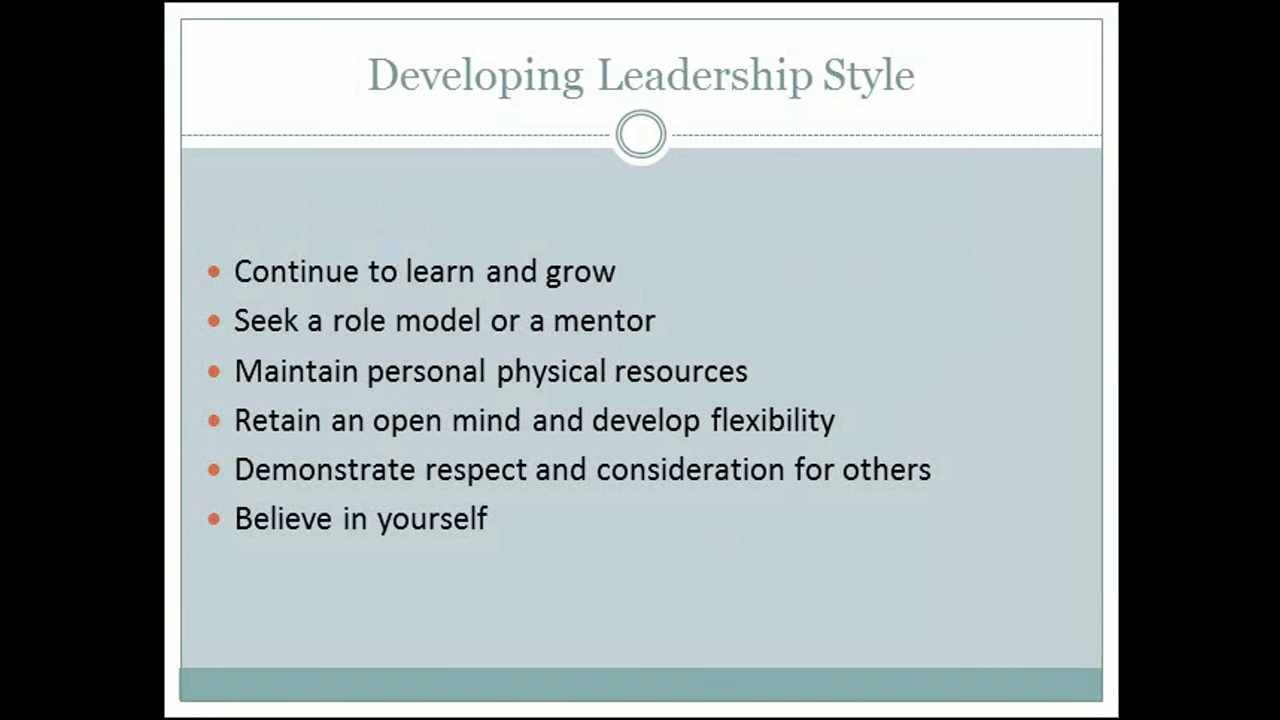 Developing Leadership Style
• Continue to learn and grow
• Seek a role model or a mentor
• Maintain personal physical resources
• Retain an open mind and develop flexibility
• Demonstrate respect and consideration for others
• Believe in yourself